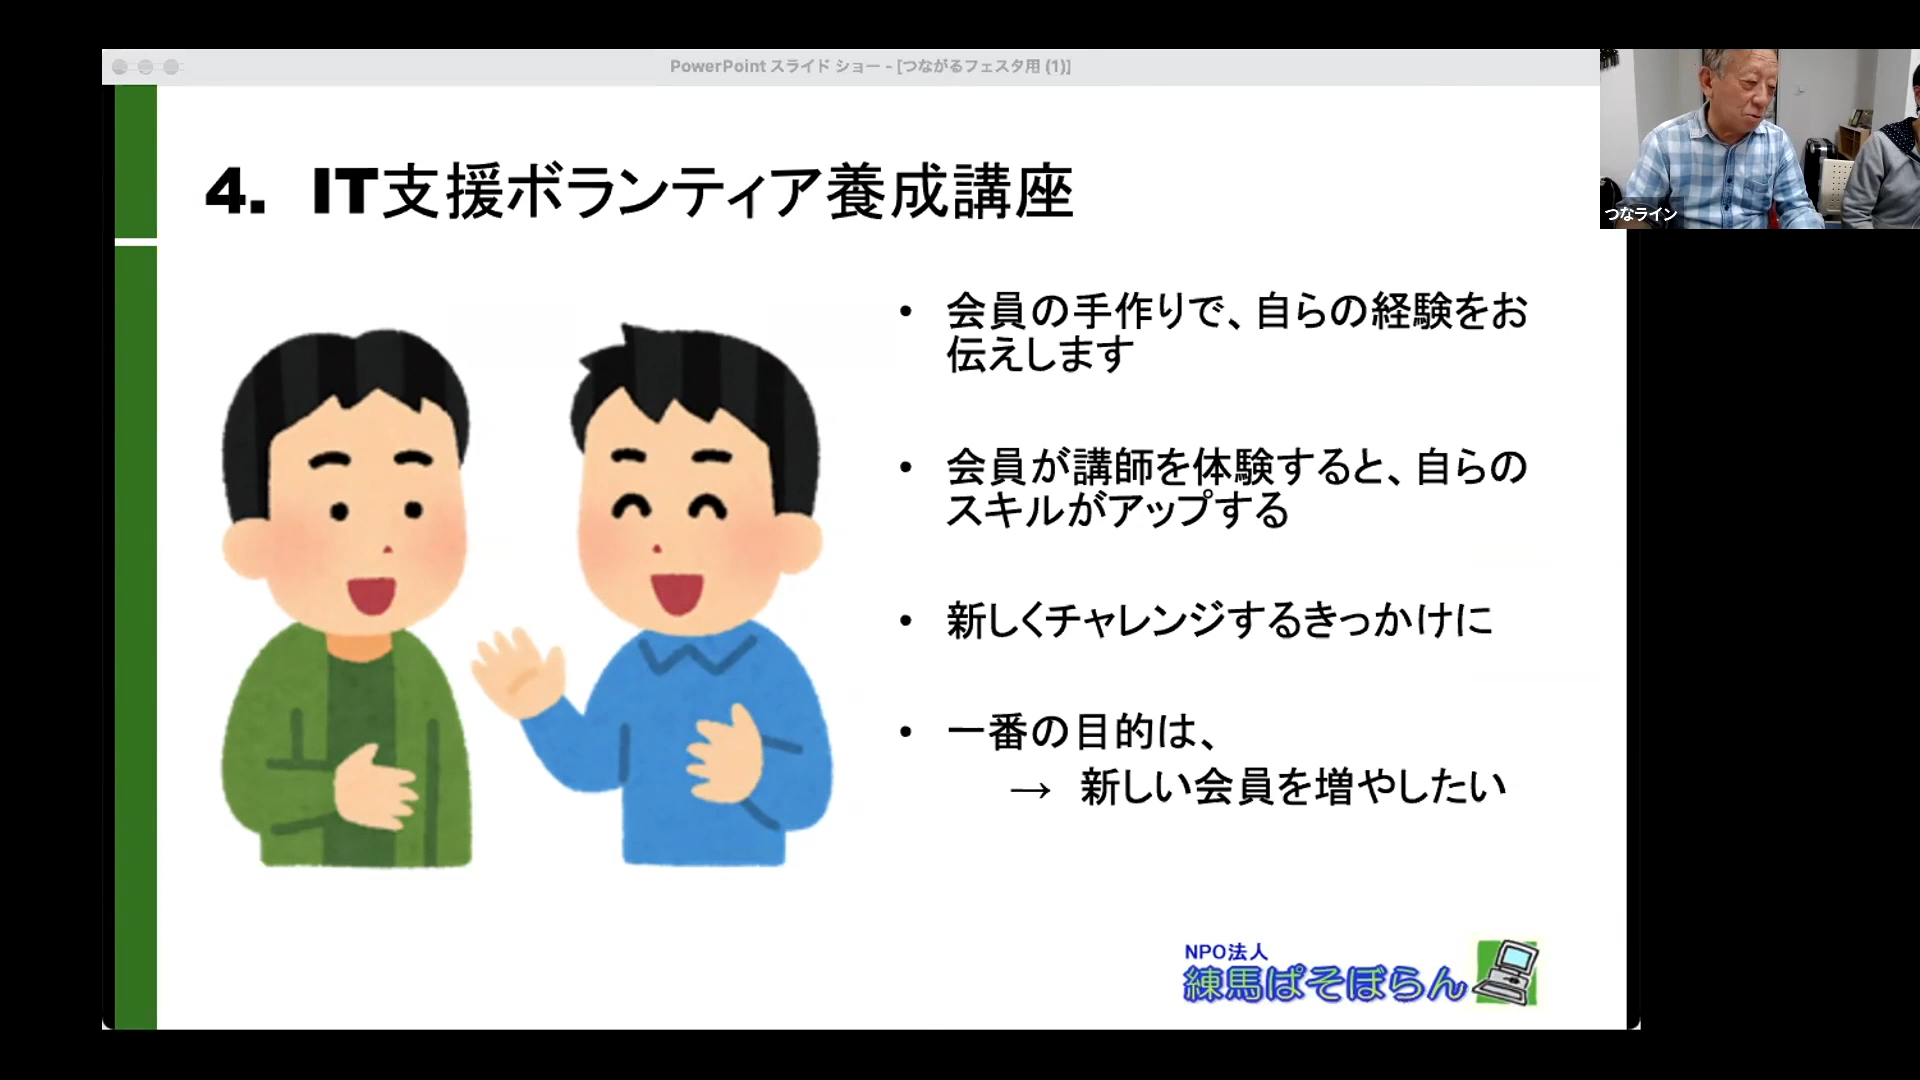 PowerPoint スライド ショー - [つながるフェスタ用 (1)]
つなライン
4. IT支援ボランティア養成講座
• 会員の手作りで、自らの経験をお
伝えします
• 会員が講師を体験すると、自らの
スキルがアップする
• 新しくチャレンジするきっかけに
• 一番の目的は、
→ 新しい会員を増やしたい
NPO法人
練馬ぱそぼらん